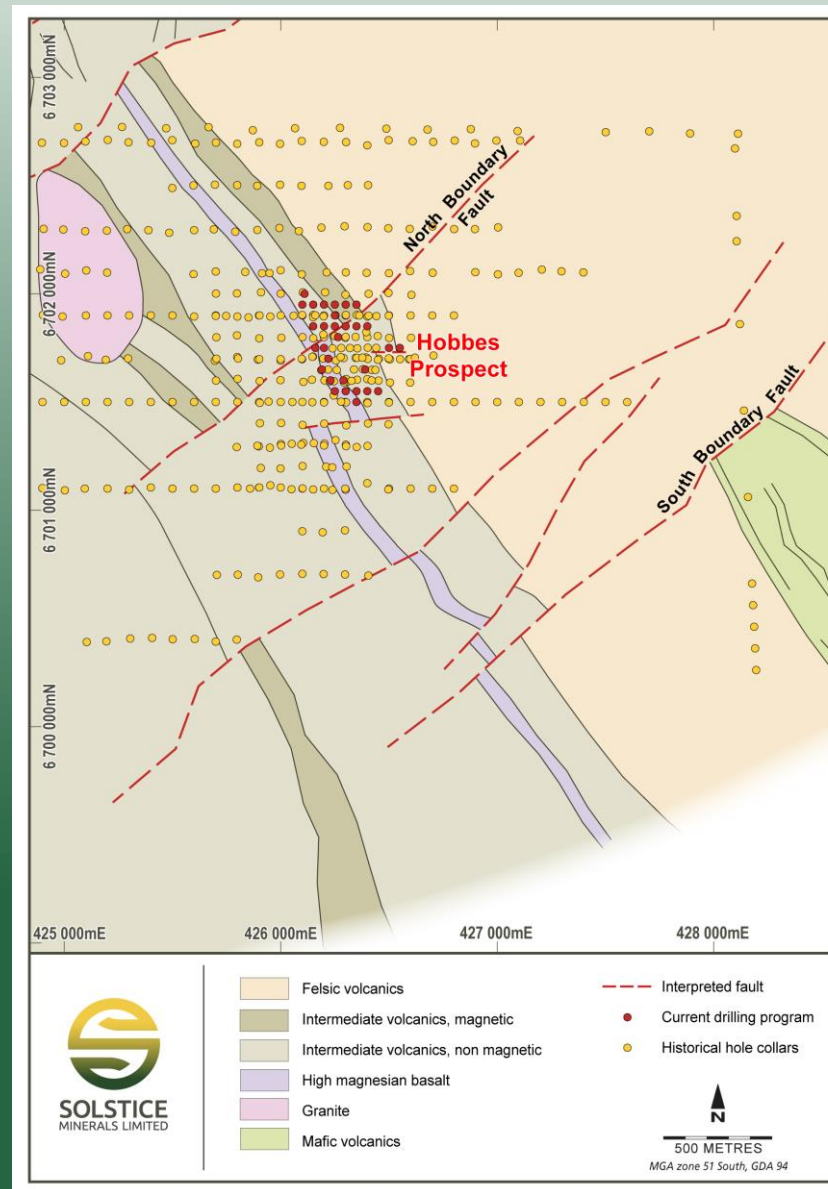 6 703 000mN
North Boundary
Fault
6 702 000mN
Hobbes
Prospect
South Boundary Fault
6 701 000mN
6 700 000mN
425 000mE
426 000mE
427 000mE
428 000mE
SOLSTICE
MINERALS LIMITED
Felsic volcanics
Intermediate volcanics, magnetic
Intermediate volcanics, non magnetic
High magnesian basalt
Granite
Mafic volcanics
Interpreted fault
Current drilling program
Historical hole collars
N
500 METRES
MGA zone 51 South, GDA 94